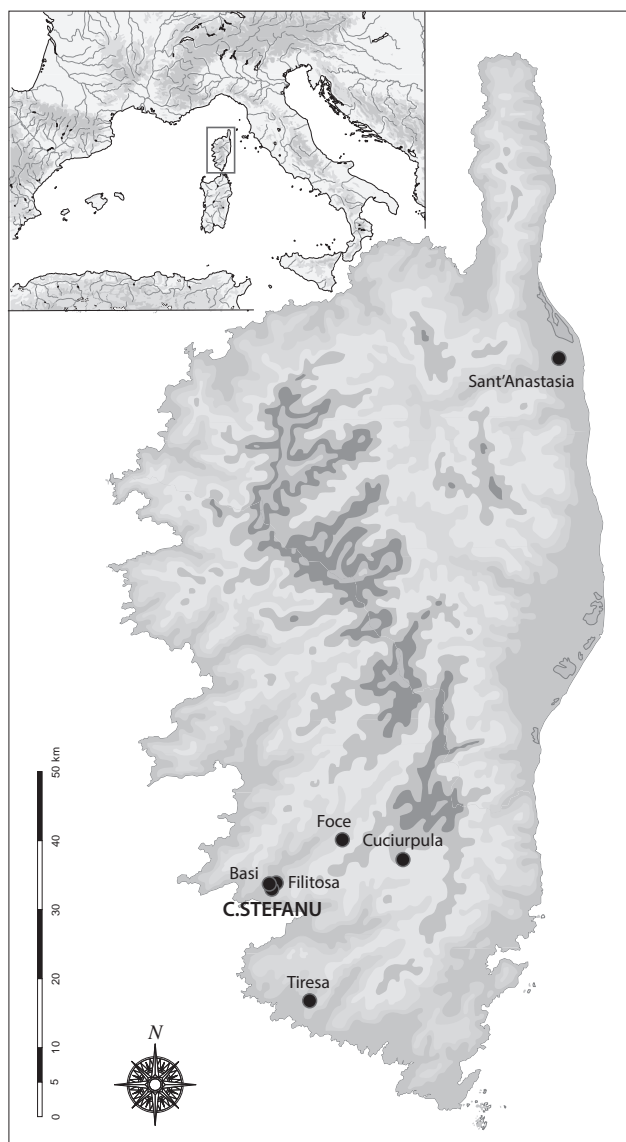 Sant'Anastasia
50 km
40
30
20
10
5
0
Foce
Cuciurpula
Basi
Filitosa
C.STEFANU
Tiresa
N